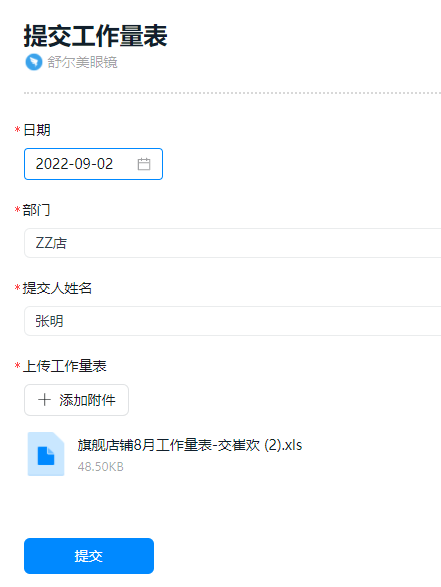 提交工作量表
舒尔美眼镜
*日期
2022-09-02
*部门
ZZ店
*提交人姓名
张明
*上传工作量表
添加附件
旗舰店铺8月工作量表-交崔欢 (2).xls
48.50KB
提交